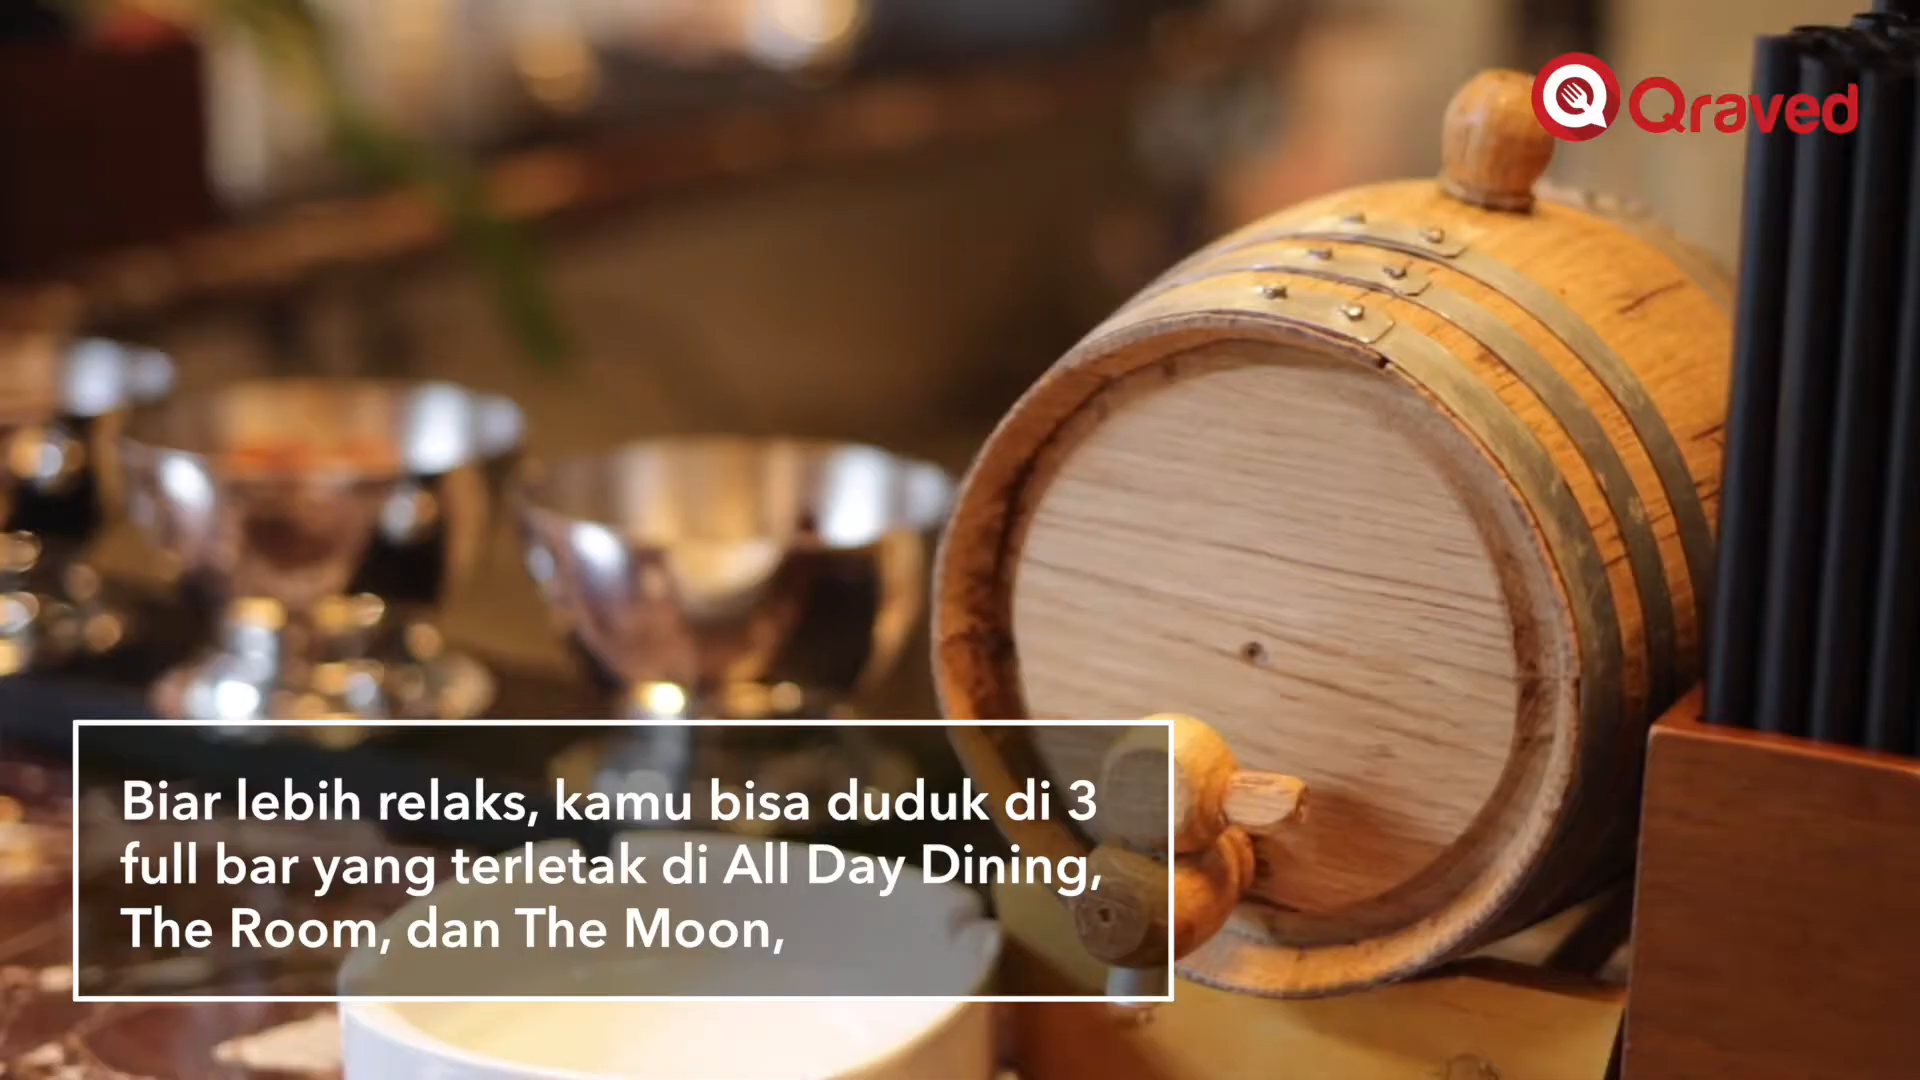 Qraved
Biar lebih relaks, kamu bisa duduk di 3
full bar yang terletak di All Day Dining,
The Room, dan The Moon,